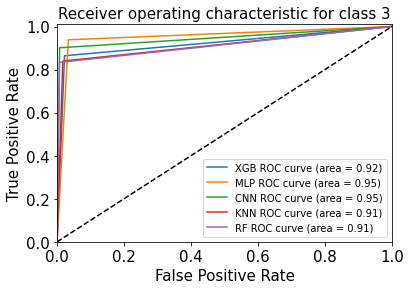 Receiver operating characteristic for class 3
True Positive Rate
1.0
0.8
0.6
0.4
0.2
0.0
XGB ROC curve (area = 0.92)
MLP ROC curve (area = 0.95)
CNN ROC curve (area = 0.95)
KNN ROC curve (area = 0.91)
RF ROC curve (area = 0.91)
0.0 0.2 0.4 0.6 0.8 1.0
False Positive Rate